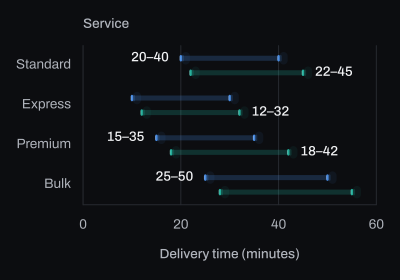 Service
Standard
20–40
22–45
Express
12–32
Premium
15–35
18–42
Bulk
25–50
0
20
40
60
Delivery time (minutes)